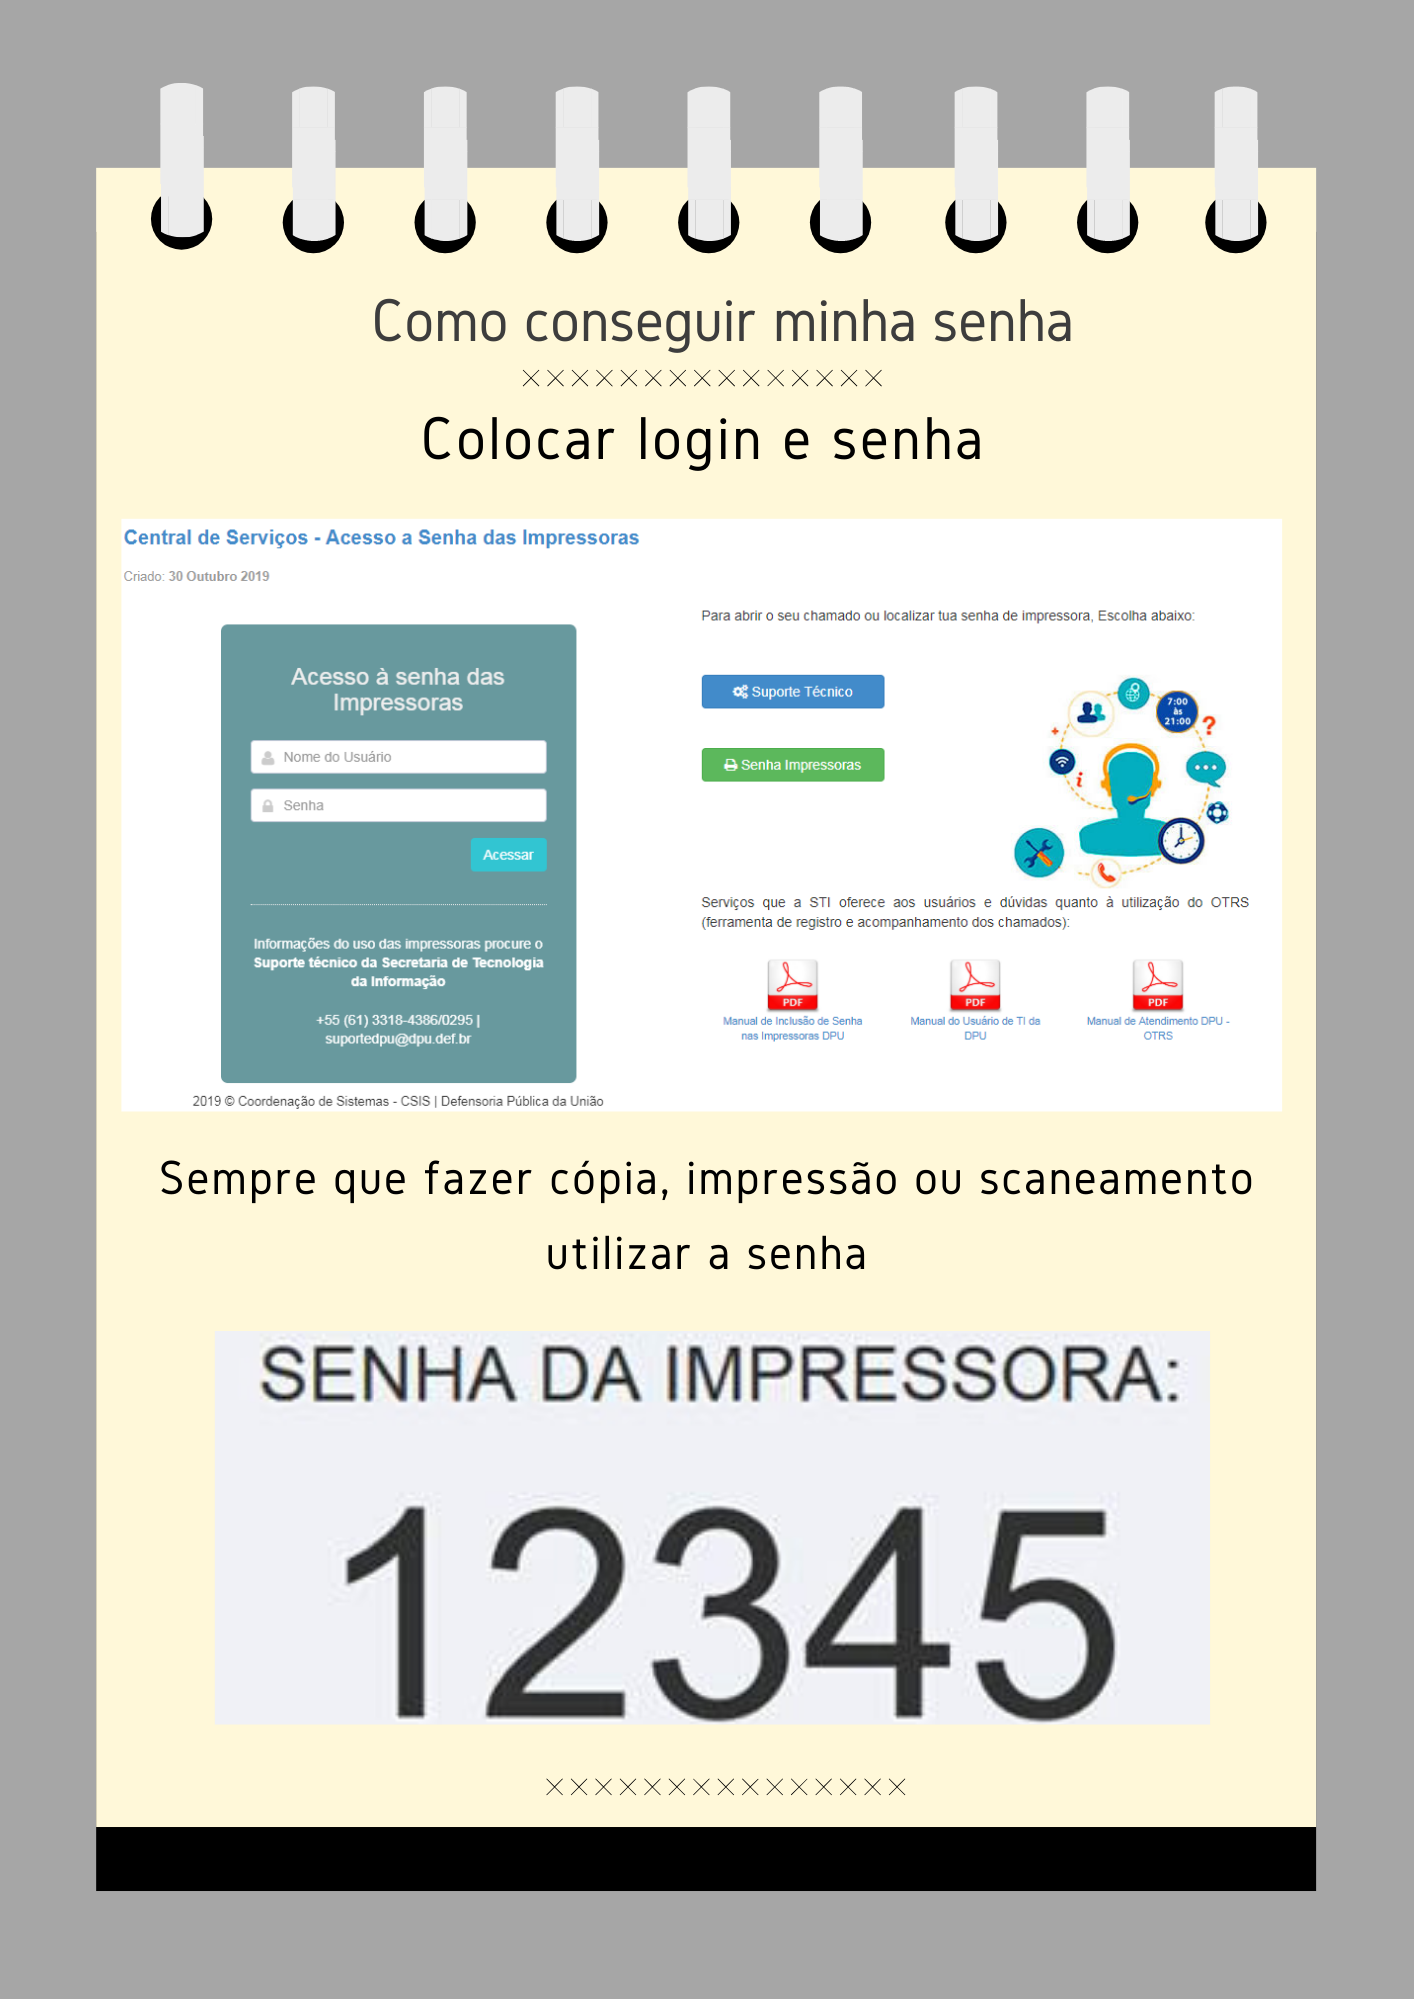 Como conseguir minha senha
Colocar login e senha
Central de Serviços - Acesso a Senha das Impressoras
Criado: 30 Outubro 2019
Acesso à senha das
Impressoras
Nome do Usuário
Senha
Acessar
Informações do uso das impressoras procure o
Suporte técnico da Secretaria de Tecnologia
da Informação
+55 (61) 3318-4386/0295 |
suportedpu@dpu.def.br
2019 © Coordenação de Sistemas - CSIS | Defensoria Pública da União
Para abrir o seu chamado ou localizar tua senha de impressora, Escolha abaixo:
Suporte Técnico
Senha Impressoras
7:00
às
21:00
?
i
Serviços que a STI oferece aos usuários e dúvidas quanto à utilização do OTRS
(ferramenta de registro e acompanhamento dos chamados):
PDF
Manual de Inclusão de Senha
nas Impressoras DPU
PDF
Manual do Usuário de TI da
DPU
PDF
Manual de Atendimento DPU -
OTRS
Sempre que fazer cópia, impressão ou scaneamento
utilizar a senha
SENHA DA IMPRESSORA:
12345